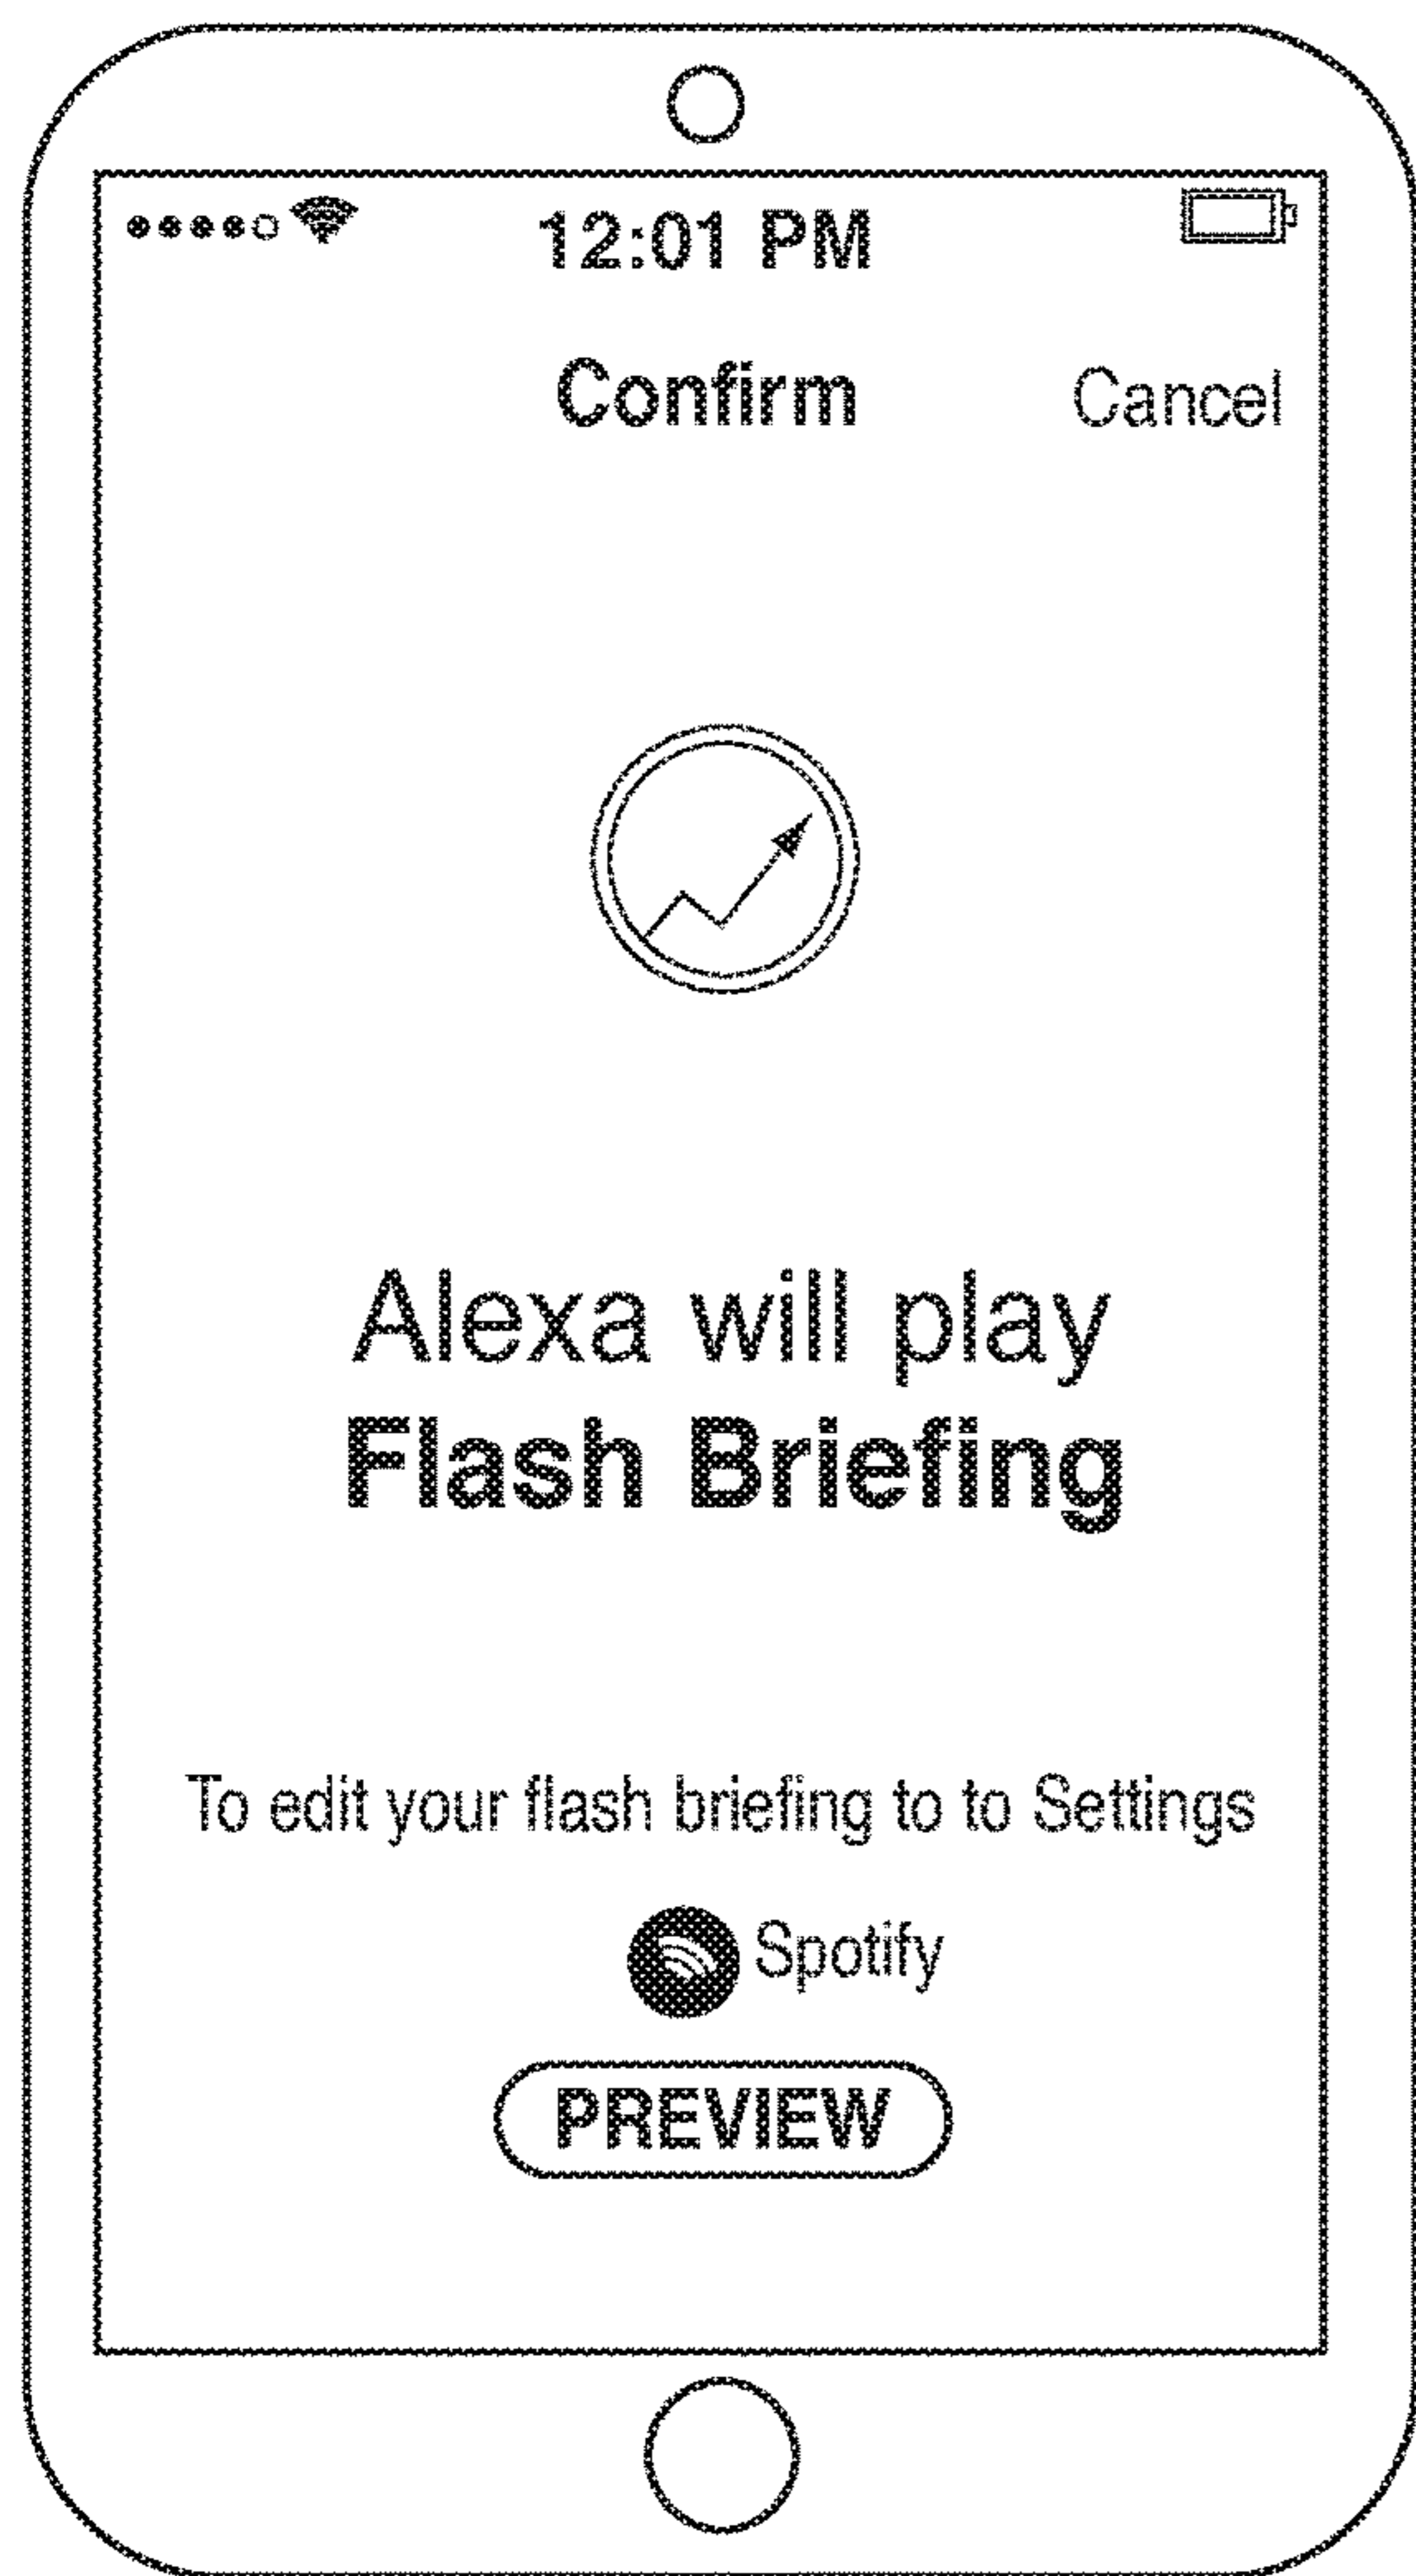 12:01 PM
Confirm Cancel
Alexa will play
Flash Briefing
To edit your flash briefing to to Settings
Spotify
PREVIEW